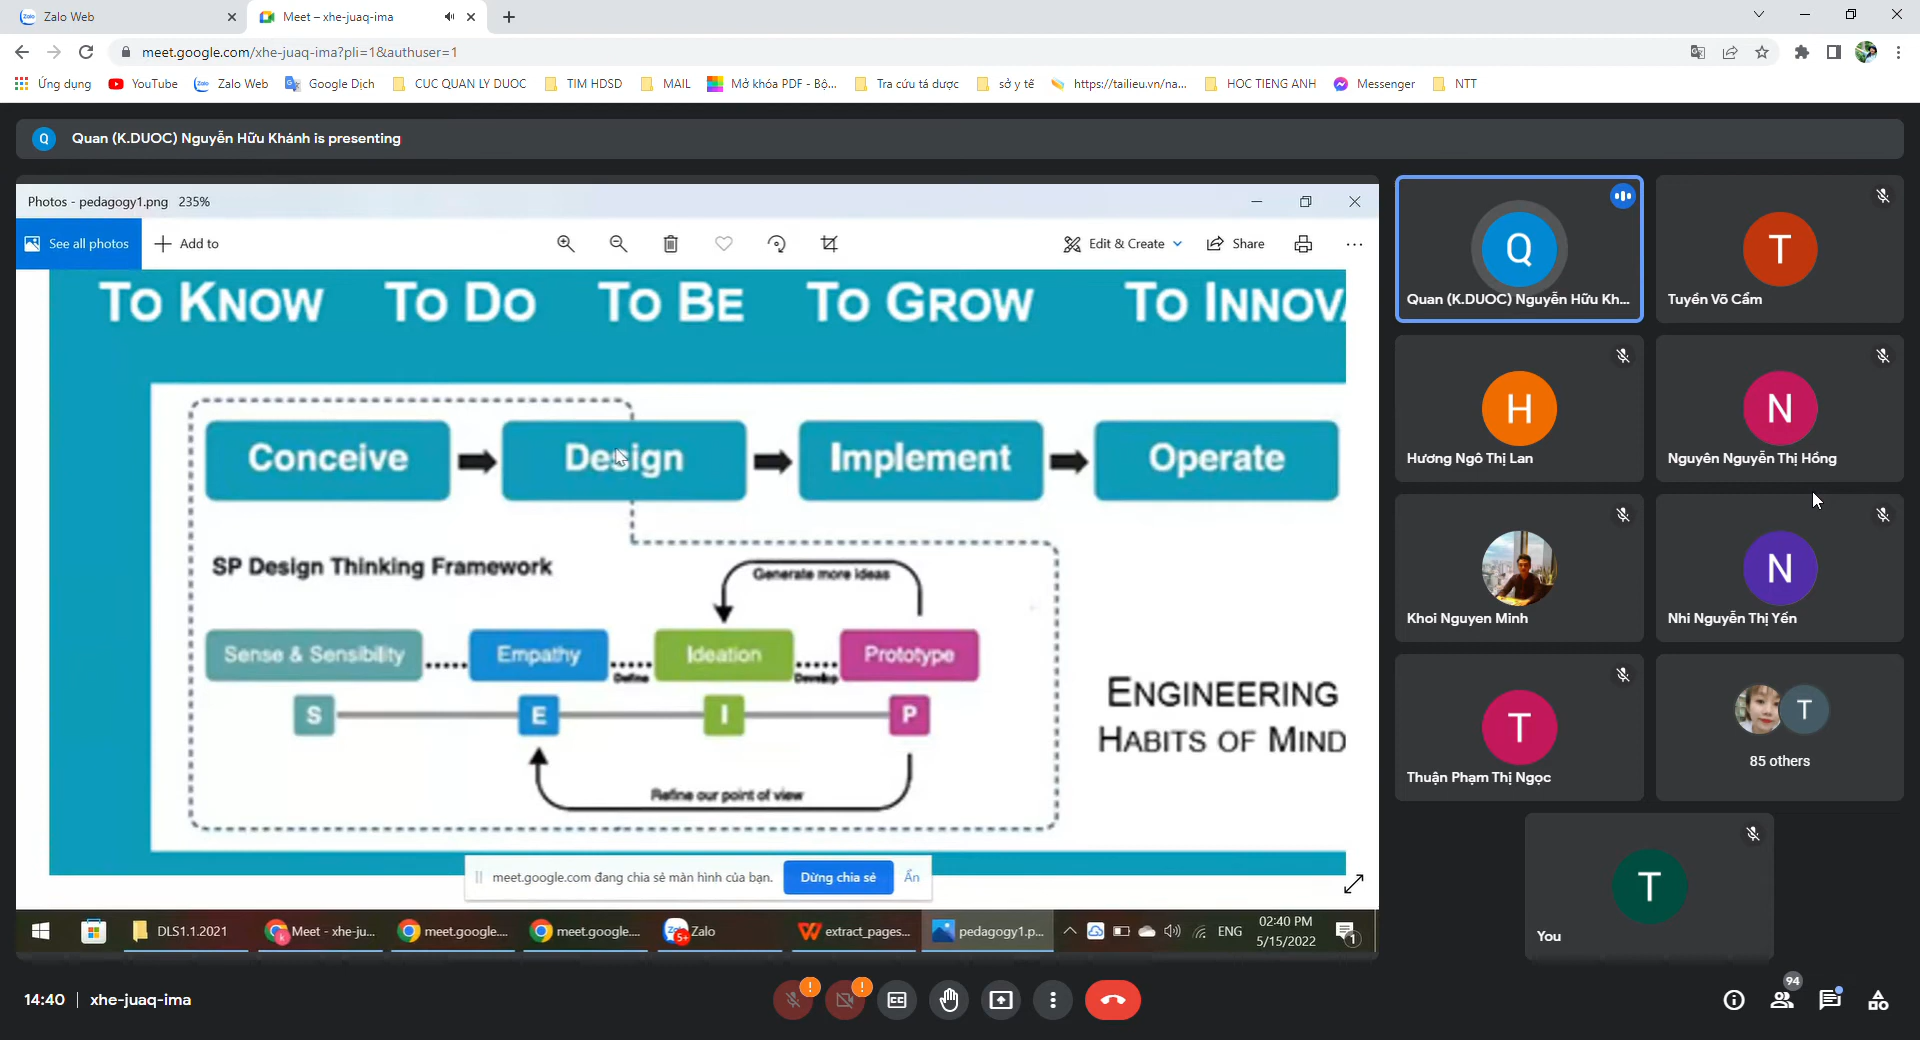 Zalo Web
Meet – xhe-juaq-ima
meet.google.com/xhe-juaq-ima?pli=1&authuser=1
Ứng dụng
YouTube
Zalo Web
Google Dịch
CUC QUAN LY DUOC
TIM HDSD
MAIL
Mở khóa PDF - Bộ...
Tra cứu tá dược
sở y tế
https://tailieu.vn/na...
HOC TIENG ANH
Messenger
NTT
Q
Quan (K.DUOC) Nguyễn Hữu Khánh is presenting
Photos - pedagogy1.png 235%
See all photos
Add to
Edit & Create
Share
TO KNOW TO DO TO BE TO GROW TO INNOVA
Conceive
Design
Implement
Operate
SP Design Thinking Framework
Generate more ideas
Sense & Sensibility
Empathy
Define
Ideation
Develop
Prototype
S
E
I
P
Refine our point of view
ENGINEERING
HABITS OF MIND
meet.google.com đang chia sẻ màn hình của bạn.
Dừng chia sẻ
Ẩn
DLS1.1.2021
Meet - xhe-ju...
meet.google....
meet.google....
5+
Zalo
extract_pages...
pedagogy1.p...
ENG
02:40 PM
5/15/2022
1
Q
Quan (K.DUOC) Nguyễn Hữu Kh...
T
Tuyền Võ Cẩm
H
Hương Ngô Thị Lan
N
Nguyên Nguyễn Thị Hồng
Khoi Nguyen Minh
N
Nhi Nguyễn Thị Yến
T
Thuận Phạm Thị Ngọc
T
85 others
T
You
14:40 | xhe-juaq-ima
94